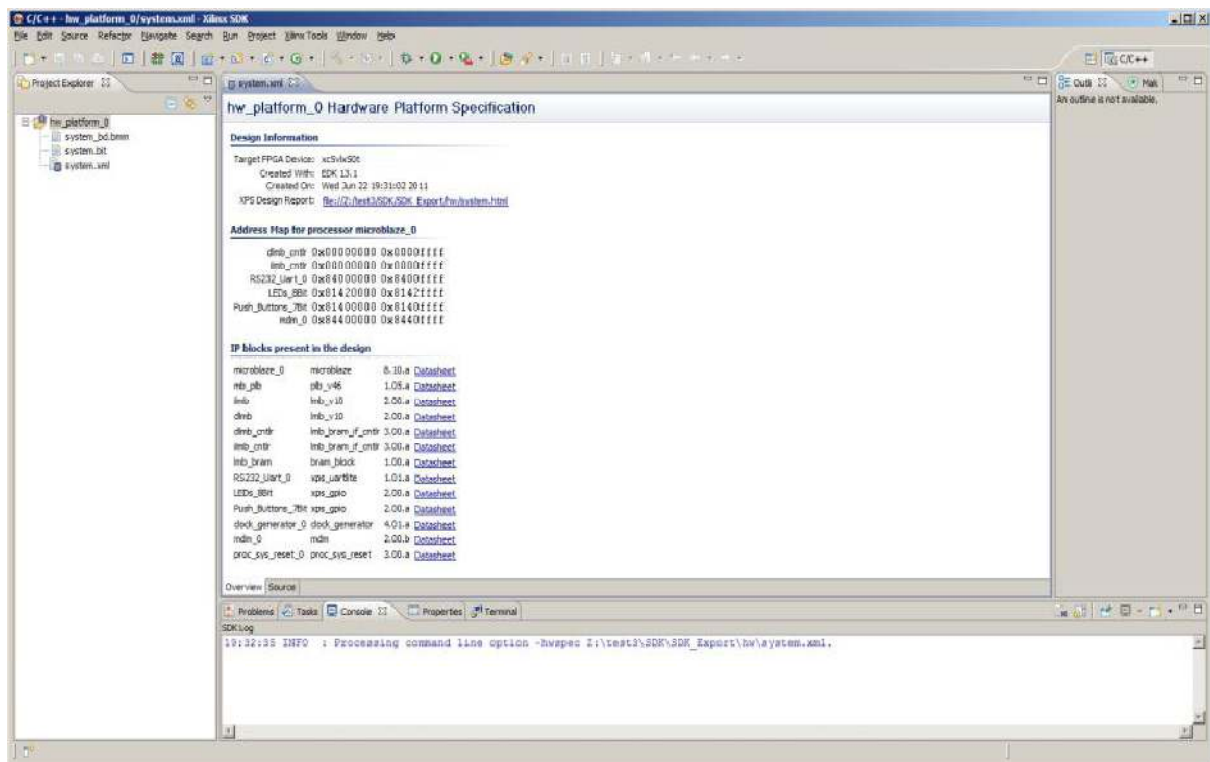 C/C++ - hw_platform_0/system.xml - Xilinx SDK
File Edit Source Refactor Navigate Search Run Project Xilinx Tools Window Help
C/C++
Project Explorer
hw_platform_0
system_bd.bmm
system.bit
system.xml
system.xml
hw_platform_0 Hardware Platform Specification
Design Information
Target FPGA Device: xc5vlx50t
Created With: EDK 13.1
Created On: Wed Jun 22 19:31:02 2011
XPS Design Report: file://Z:/test3/SDK/SDK_Export/hw/system.html
Address Map for processor microblaze_0
dlmb_cntlr 0x00000000 0x0000ffff
ilmb_cntlr 0x00000000 0x0000ffff
RS232_Uart_0 0x84000000 0x8400ffff
LEDs_8Bit 0x81420000 0x8142ffff
Push_Buttons_7Bit 0x81400000 0x8140ffff
mdm_0 0x84400000 0x8440ffff
IP blocks present in the design
microblaze_0 microblaze 8.10.a Datasheet
mb_plb plb_v46 1.05.a Datasheet
ilmb lmb_v10 2.00.a Datasheet
dlmb lmb_v10 2.00.a Datasheet
dlmb_cntlr lmb_bram_if_cntlr 3.00.a Datasheet
ilmb_cntlr lmb_bram_if_cntlr 3.00.a Datasheet
lmb_bram bram_block 1.00.a Datasheet
RS232_Uart_0 xps_uartlite 1.01.a Datasheet
LEDs_8Bit xps_gpio 2.00.a Datasheet
Push_Buttons_7Bit xps_gpio 2.00.a Datasheet
clock_generator_0 clock_generator 4.01.a Datasheet
mdm_0 mdm 2.00.b Datasheet
proc_sys_reset_0 proc_sys_reset 3.00.a Datasheet
Overview Source
Outli Mak
An outline is not available.
Problems Tasks Console Properties Terminal
SDK Log
19:32:35 INFO : Processing command line option -hwspec Z:\test3\SDK\SDK_Export\hw\system.xml.